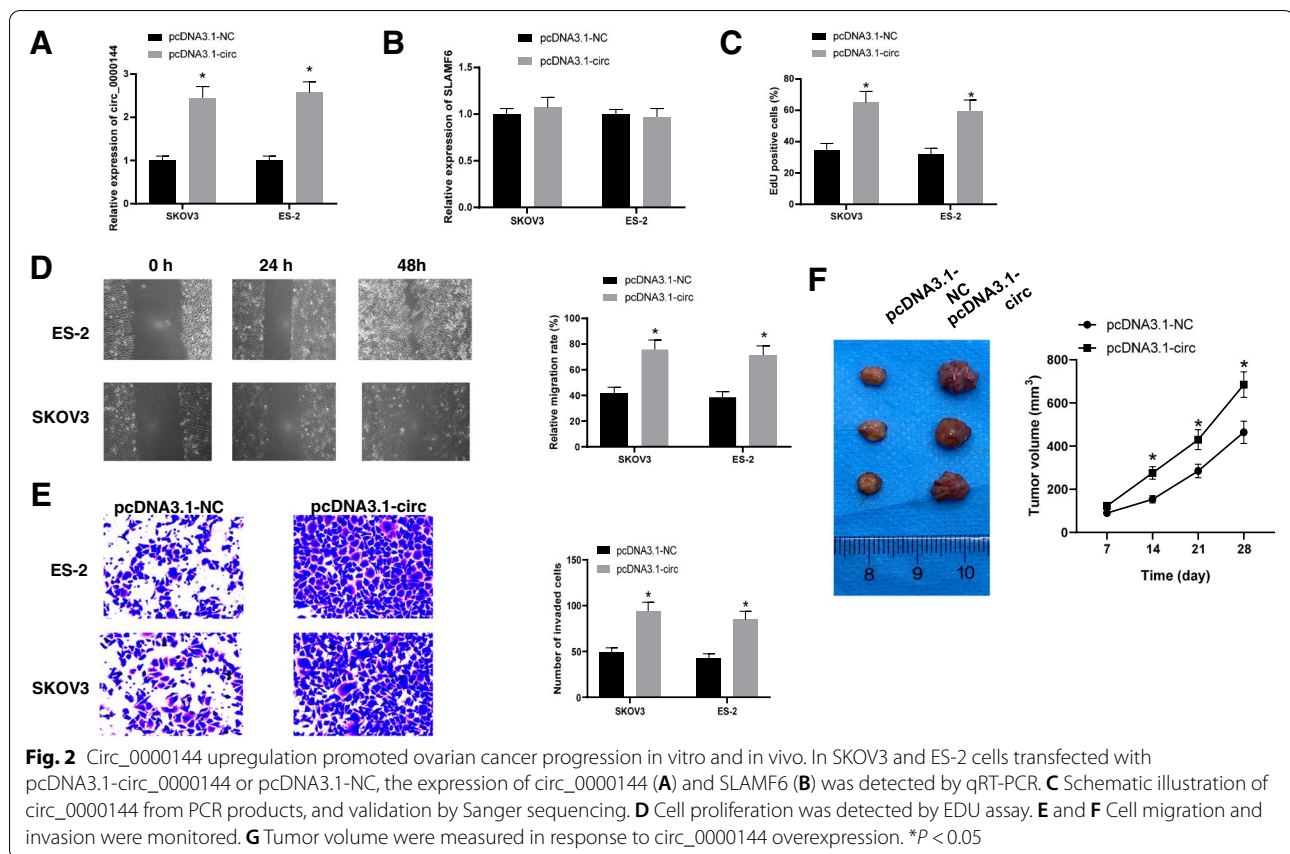 A
pcDNA3.1-NC
pcDNA3.1-circ
Relative expression of circ_0000144
3
2
1
0
*
*
SKOV3
ES-2
B
pcDNA3.1-NC
pcDNA3.1-circ
Relative expression of SLAMF6
1.5
1.0
0.5
0.0
SKOV3
ES-2
C
pcDNA3.1-NC
pcDNA3.1-circ
EdU positive cells (%)
80
60
40
20
0
*
*
SKOV3
ES-2
D
0 h
24 h
48h
ES-2
SKOV3
pcDNA3.1-NC
pcDNA3.1-circ
Relative migration rate (%)
100
80
60
40
20
0
*
*
SKOV3
ES-2
E
pcDNA3.1-NC
pcDNA3.1-circ
ES-2
SKOV3
pcDNA3.1-NC
pcDNA3.1-circ
Number of invaded cells
150
100
50
0
*
*
SKOV3
ES-2
F
pcDNA3.1-
NC
pcDNA3.1-
circ
8
9
10
pcDNA3.1-NC
pcDNA3.1-circ
Tumor volume (mm³)
800
600
400
200
0
*
*
*
7
14
21
28
Time (day)
Fig. 2 Circ_0000144 upregulation promoted ovarian cancer progression in vitro and in vivo. In SKOV3 and ES-2 cells transfected with
pcDNA3.1-circ_0000144 or pcDNA3.1-NC, the expression of circ_0000144 (A) and SLAMF6 (B) was detected by qRT-PCR. C Schematic illustration of
circ_0000144 from PCR products, and validation by Sanger sequencing. D Cell proliferation was detected by EDU assay. E and F Cell migration and
invasion were monitored. G Tumor volume were measured in response to circ_0000144 overexpression. *P < 0.05